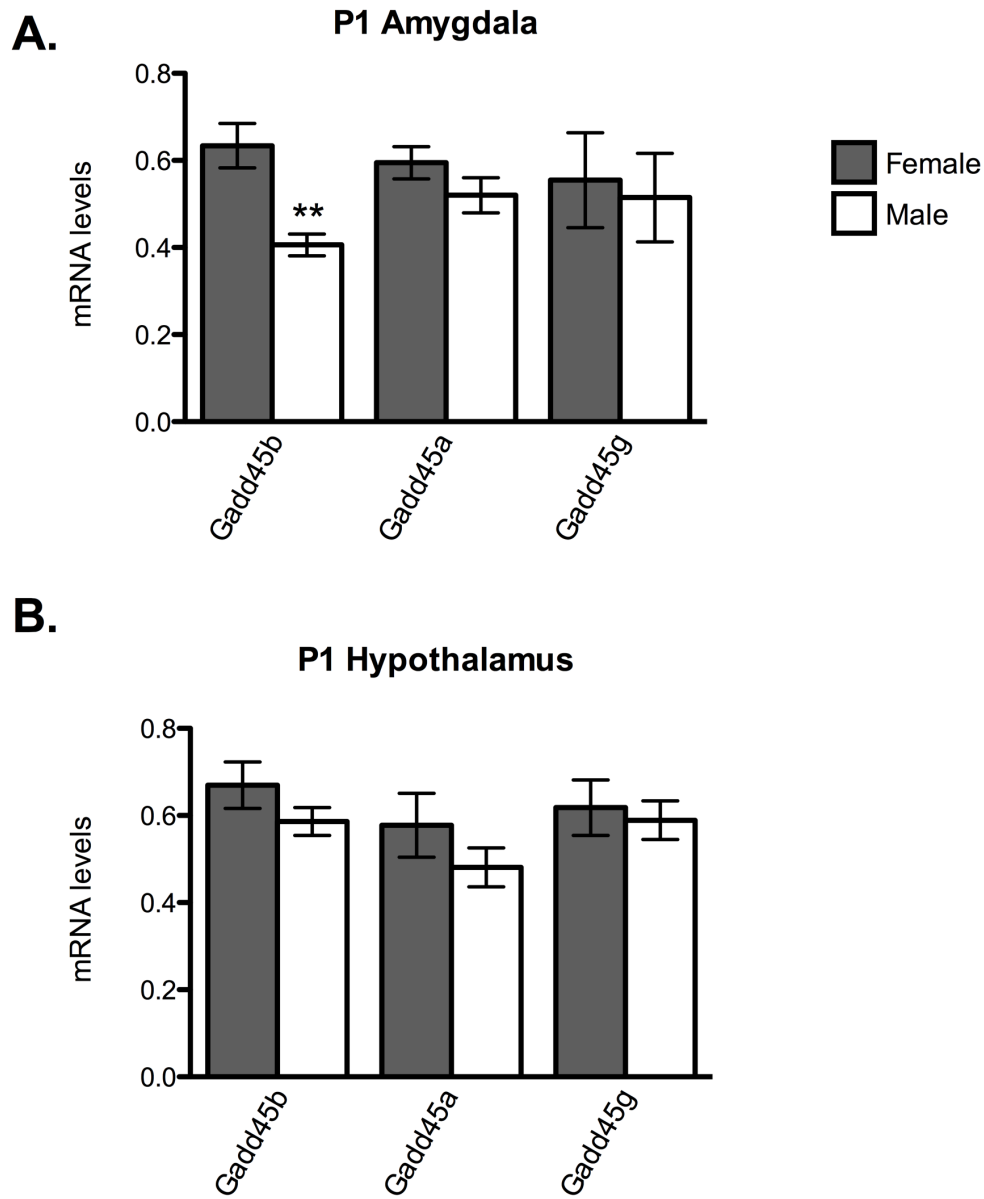 A.
P1 Amygdala
mRNA levels
0.8
0.6
0.4
0.2
0.0
**
Gadd45b
Gadd45a
Gadd45g
Female
Male
B.
P1 Hypothalamus
mRNA levels
0.8
0.6
0.4
0.2
0.0
Gadd45b
Gadd45a
Gadd45g